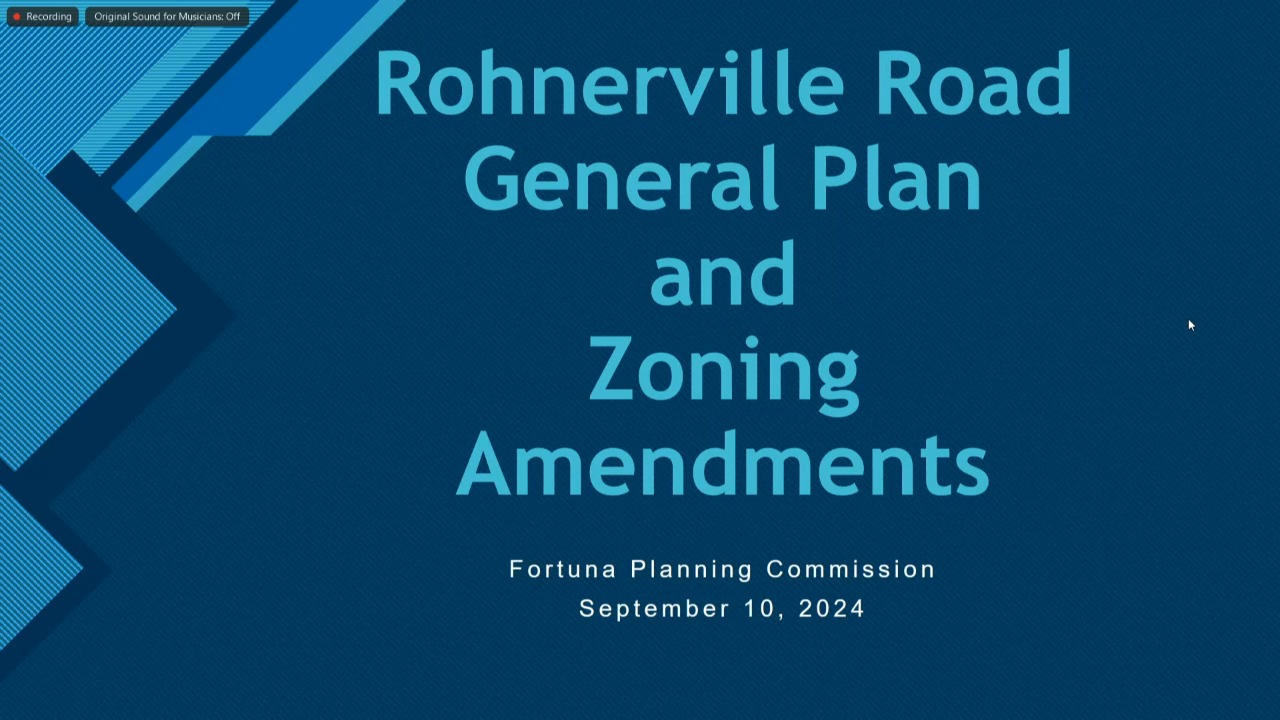 Recording
Original Sound for Musicians: Off
Rohnerville Road
General Plan
and
Zoning
Amendments
Fortuna Planning Commission
September 10, 2024